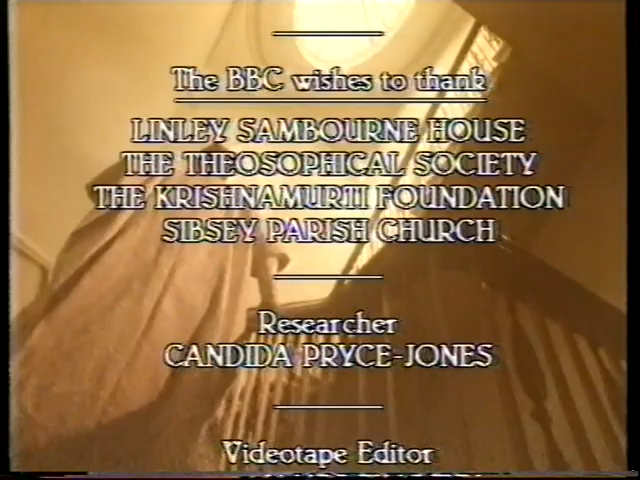 The BBC wishes to thank
LINLEY SAMBOURNE HOUSE
THE THEOSOPHICAL SOCIETY
THE KRISHNAMURTI FOUNDATION
SIBSEY PARISH CHURCH
Researcher
CANDIDA PRYCE-JONES
Videotape Editor